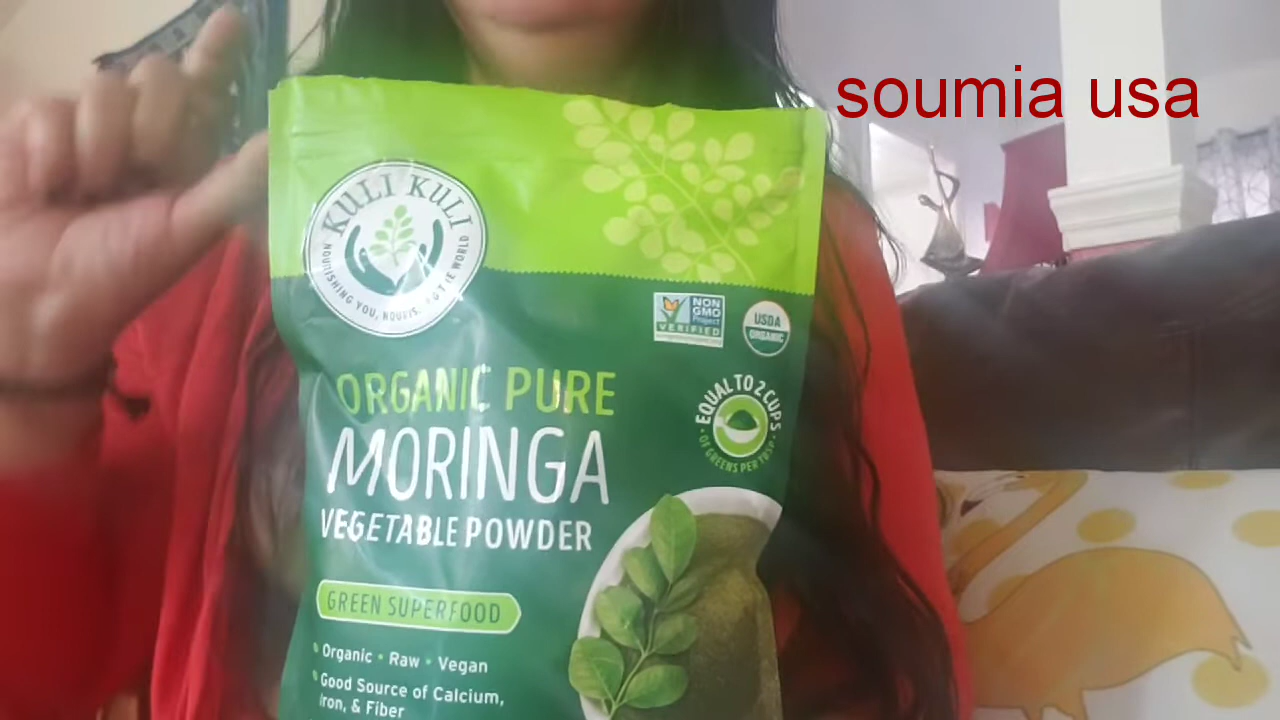 soumia usa
KULI KULI
NOURISHING YOU, NOURIS
WORLD
NON
GMO
Project
VERIFIED
USDA
ORGANIC
EQUAL TO 2 CUPS
OF GREENS PER TBSP
ORGANIC PURE
MORINGA
VEGETABLE POWDER
GREEN SUPERFOOD
• Organic • Raw • Vegan
• Good Source of Calcium,
Iron, & Fiber